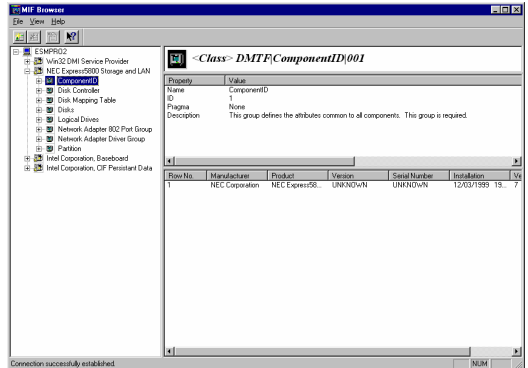 MIF Browser
File View Help
ESMPRO2
Win32 DMI Service Provider
NEC Express5800 Storage and LAN
ComponentID
Disk Controller
Disk Mapping Table
Disks
Logical Drives
Network Adapter 802 Port Group
Network Adapter Driver Group
Partition
Intel Corporation, Baseboard
Intel Corporation, CIF Persistant Data
<Class> DMTF|ComponentID|001
Property Value
Name ComponentID
ID 1
Pragma None
Description This group defines the attributes common to all components. This group is required.
Row No. Manufacturer Product Version Serial Number Installation Ve
1 NEC Corporation NEC Express58... UNKNOWN UNKNOWN 12/03/1999 19... 7
Connection successfully established.
NUM